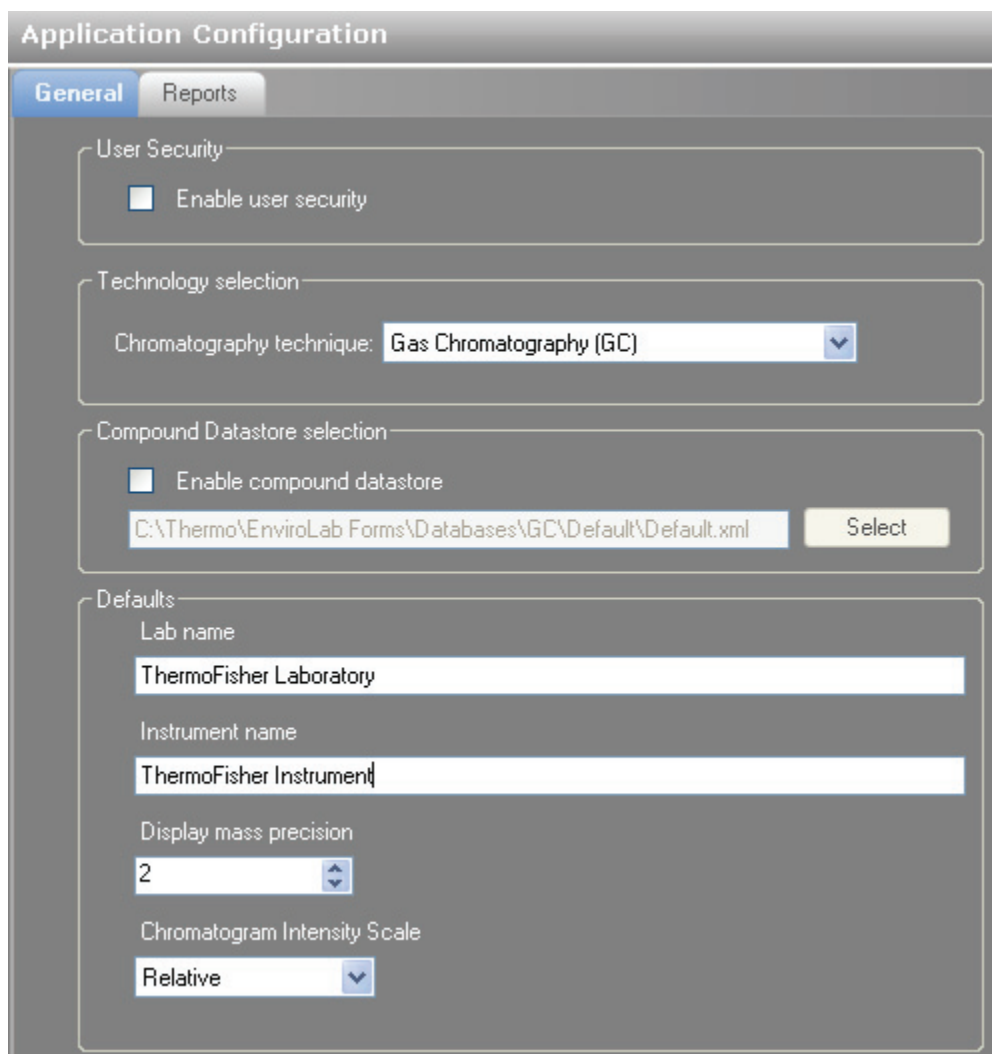 Application Configuration
General Reports
User Security
Enable user security
Technology selection
Chromatography technique: Gas Chromatography (GC)
Compound Datastore selection
Enable compound datastore
C:\Thermo\EnviroLab Forms\Databases\GC\Default\Default.xml Select
Defaults
Lab name
ThermoFisher Laboratory
Instrument name
ThermoFisher Instrument
Display mass precision
2
Chromatogram Intensity Scale
Relative